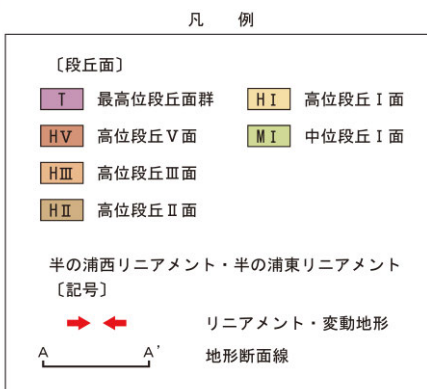 凡 例
〔段丘面〕
T 最高位段丘面群 HⅠ 高位段丘Ⅰ面
HⅤ 高位段丘Ⅴ面 MⅠ 中位段丘Ⅰ面
HⅢ 高位段丘Ⅲ面
HⅡ 高位段丘Ⅱ面
半の浦西リニアメント・半の浦東リニアメント
〔記号〕
リニアメント・変動地形
A A' 地形断面線